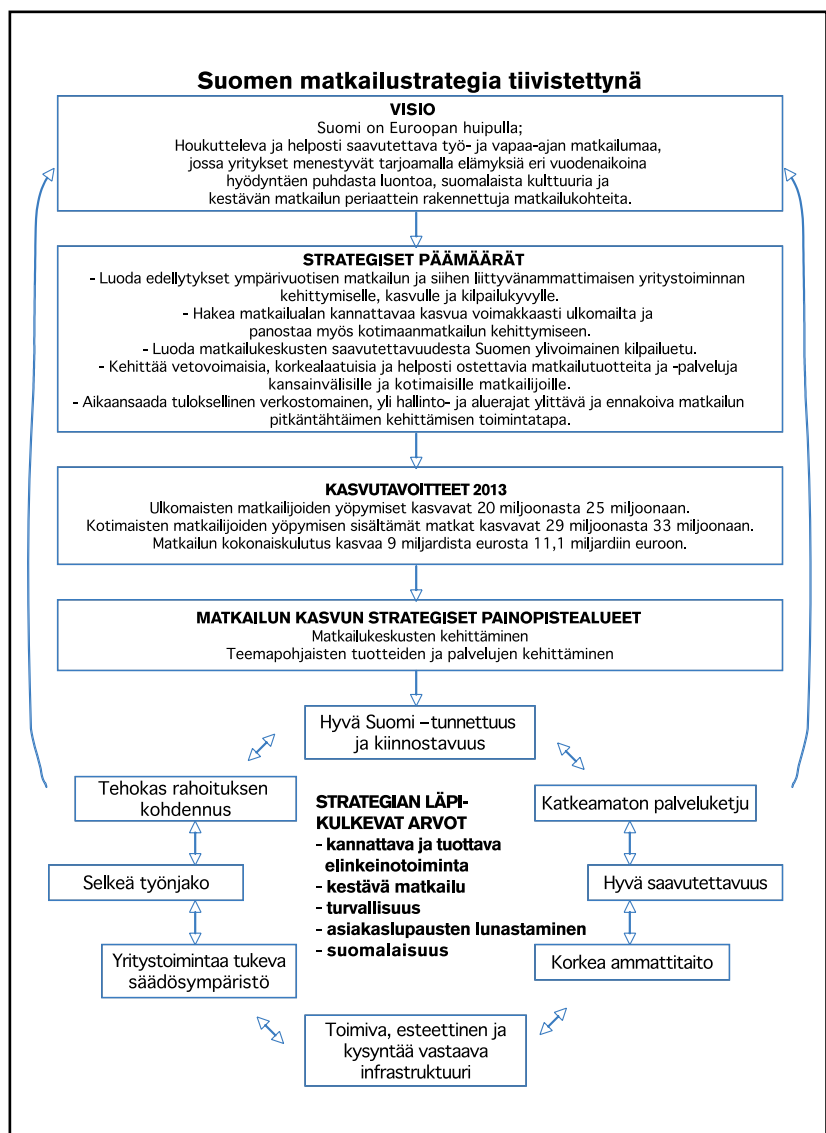 Suomen matkailustrategia tiivistettynä
VISIO
Suomi on Euroopan huipulla;
Houkutteleva ja helposti saavutettava työ- ja vapaa-ajan matkailumaa,
jossa yritykset menestyvät tarjoamalla elämyksiä eri vuodenaikoina
hyödyntäen puhdasta luontoa, suomalaista kulttuuria ja
kestävän matkailun periaattein rakennettuja matkailukohteita.
STRATEGISET PÄÄMÄÄRÄT
- Luoda edellytykset ympärivuotisen matkailun ja siihen liittyvänammattimaisen yritystoiminnan
kehittymiselle, kasvulle ja kilpailukyvylle.
- Hakea matkailualan kannattavaa kasvua voimakkaasti ulkomailta ja
panostaa myös kotimaanmatkailun kehittymiseen.
- Luoda matkailukeskusten saavutettavuudesta Suomen ylivoimainen kilpailuetu.
- Kehittää vetovoimaisia, korkealaatuisia ja helposti ostettavia matkailutuotteita ja -palveluja
kansainvälisille ja kotimaisille matkailijoille.
- Aikaansaada tuloksellinen verkostomainen, yli hallinto- ja aluerajat ylittävä ja ennakoiva matkailun
pitkäntähtäimen kehittämisen toimintatapa.
KASVUTAVOITTEET 2013
Ulkomaisten matkailijoiden yöpymiset kasvavat 20 miljoonasta 25 miljoonaan.
Kotimaisten matkailijoiden yöpymisen sisältämät matkat kasvavat 29 miljoonasta 33 miljoonaan.
Matkailun kokonaiskulutus kasvaa 9 miljardista eurosta 11,1 miljardiin euroon.
MATKAILUN KASVUN STRATEGISET PAINOPISTEALUEET
Matkailukeskusten kehittäminen
Teemapohjaisten tuotteiden ja palvelujen kehittäminen
Hyvä Suomi –tunnettuus
ja kiinnostavuus
Tehokas rahoituksen
kohdennus
Selkeä työnjako
Yritystoimintaa tukeva
säädösympäristö
STRATEGIAN LÄPI-
KULKEVAT ARVOT
- kannattava ja tuottava
elinkeinotoiminta
- kestävä matkailu
- turvallisuus
- asiakaslupausten lunastaminen
- suomalaisuus
Katkeamaton palveluketju
Hyvä saavutettavuus
Korkea ammattitaito
Toimiva, esteettinen ja
kysyntää vastaava
infrastruktuuri